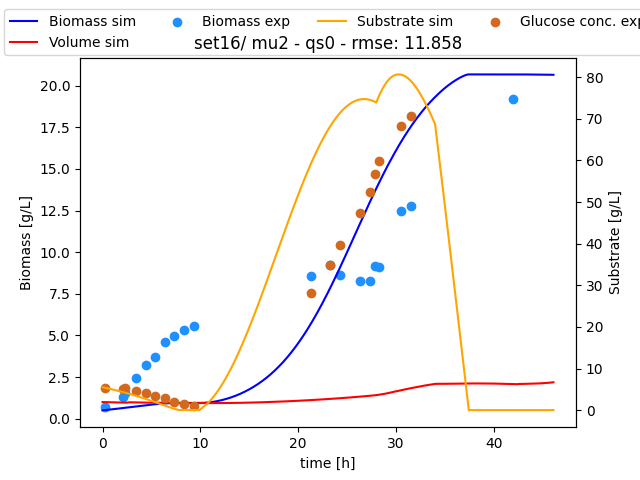 Biomass sim Biomass exp Substrate sim Glucose conc. exp
Volume sim
set16/ mu2 - qs0 - rmse: 11.858
20.0
17.5
15.0
12.5
10.0
7.5
5.0
2.5
0.0
Biomass [g/L]
80
70
60
50
40
30
20
10
0
Substrate [g/L]
0 10 20 30 40
time [h]